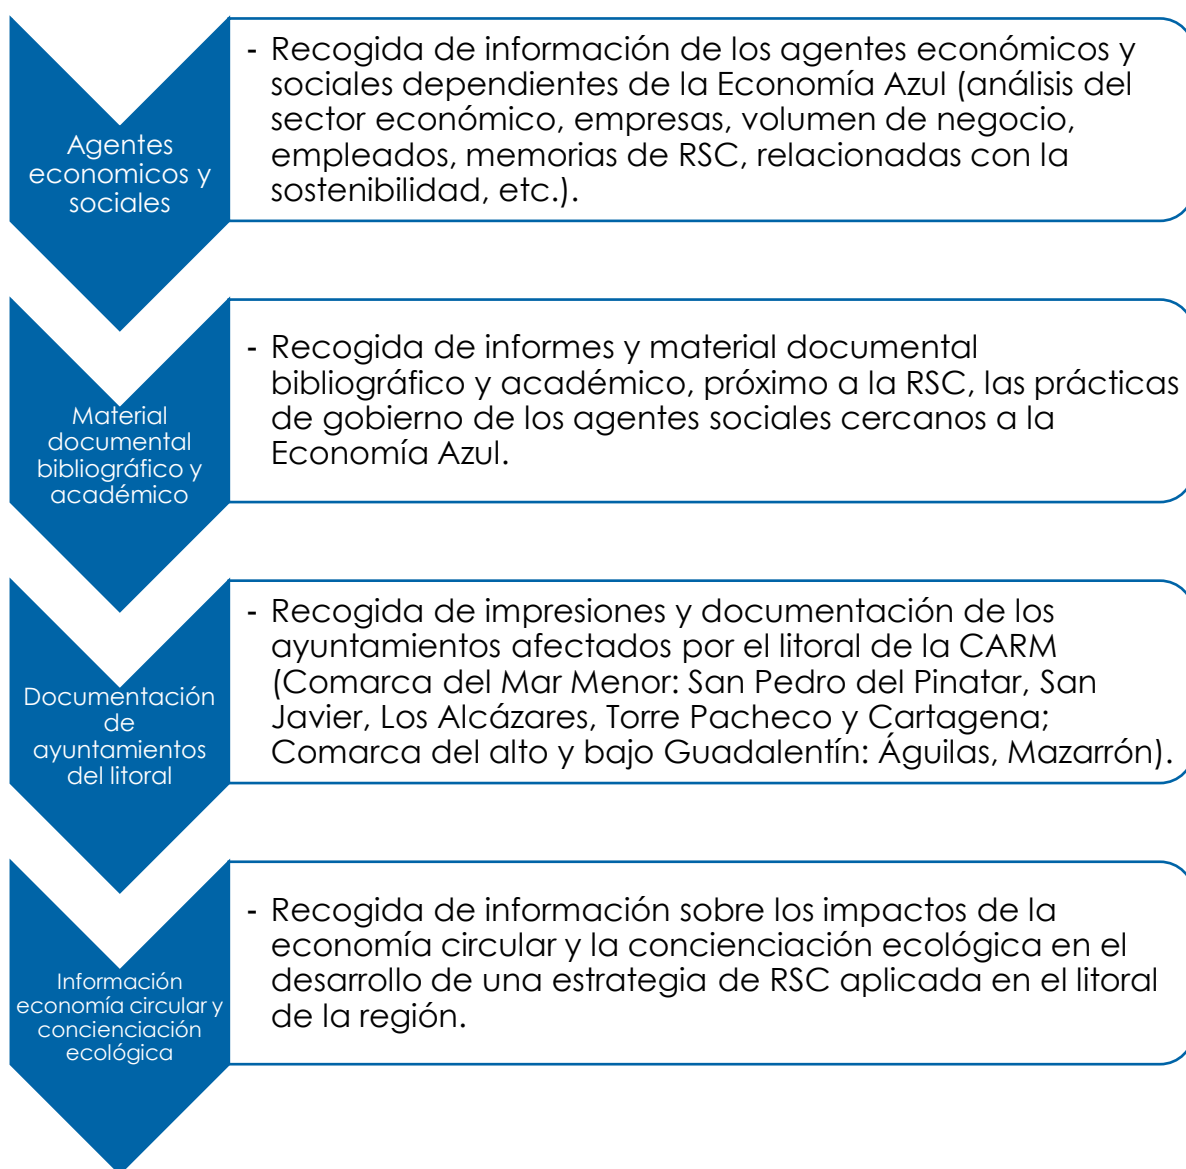 Agentes
economicos y
sociales
- Recogida de información de los agentes económicos y
sociales dependientes de la Economía Azul (análisis del
sector económico, empresas, volumen de negocio,
empleados, memorias de RSC, relacionadas con la
sostenibilidad, etc.).
Material
documental
bibliográfico y
académico
- Recogida de informes y material documental
bibliográfico y académico, próximo a la RSC, las prácticas
de gobierno de los agentes sociales cercanos a la
Economía Azul.
Documentación
de
ayuntamientos
del litoral
- Recogida de impresiones y documentación de los
ayuntamientos afectados por el litoral de la CARM
(Comarca del Mar Menor: San Pedro del Pinatar, San
Javier, Los Alcázares, Torre Pacheco y Cartagena;
Comarca del alto y bajo Guadalentín: Águilas, Mazarrón).
Información
economía circular y
concienciación
ecológica
- Recogida de información sobre los impactos de la
economía circular y la concienciación ecológica en el
desarrollo de una estrategia de RSC aplicada en el litoral
de la región.